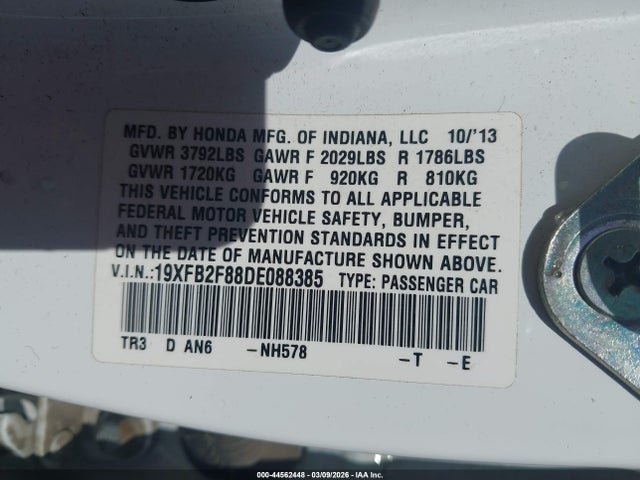 MFD. BY HONDA MFG. OF INDIANA, LLC 10/'13
GVWR 3792LBS GAWR F 2029LBS R 1786LBS
GVWR 1720KG GAWR F 920KG R 810KG
THIS VEHICLE CONFORMS TO ALL APPLICABLE
FEDERAL MOTOR VEHICLE SAFETY, BUMPER,
AND THEFT PREVENTION STANDARDS IN EFFECT
ON THE DATE OF MANUFACTURE SHOWN ABOVE.
V.I.N.:19XFB2F88DE088385 TYPE: PASSENGER CAR
TR3 D AN6 -NH578 -T -E
000-44562448 - 03/09/2026 - IAA Inc.